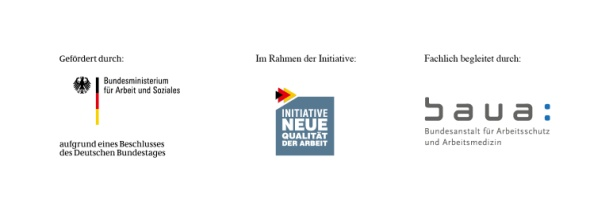 Gefördert durch:
Bundesministerium
für Arbeit und Soziales
aufgrund eines Beschlusses
des Deutschen Bundestages
Im Rahmen der Initiative:
INITIATIVE
NEUE
QUALITÄT
DER ARBEIT
Fachlich begleitet durch:
baua:
Bundesanstalt für Arbeitsschutz
und Arbeitsmedizin